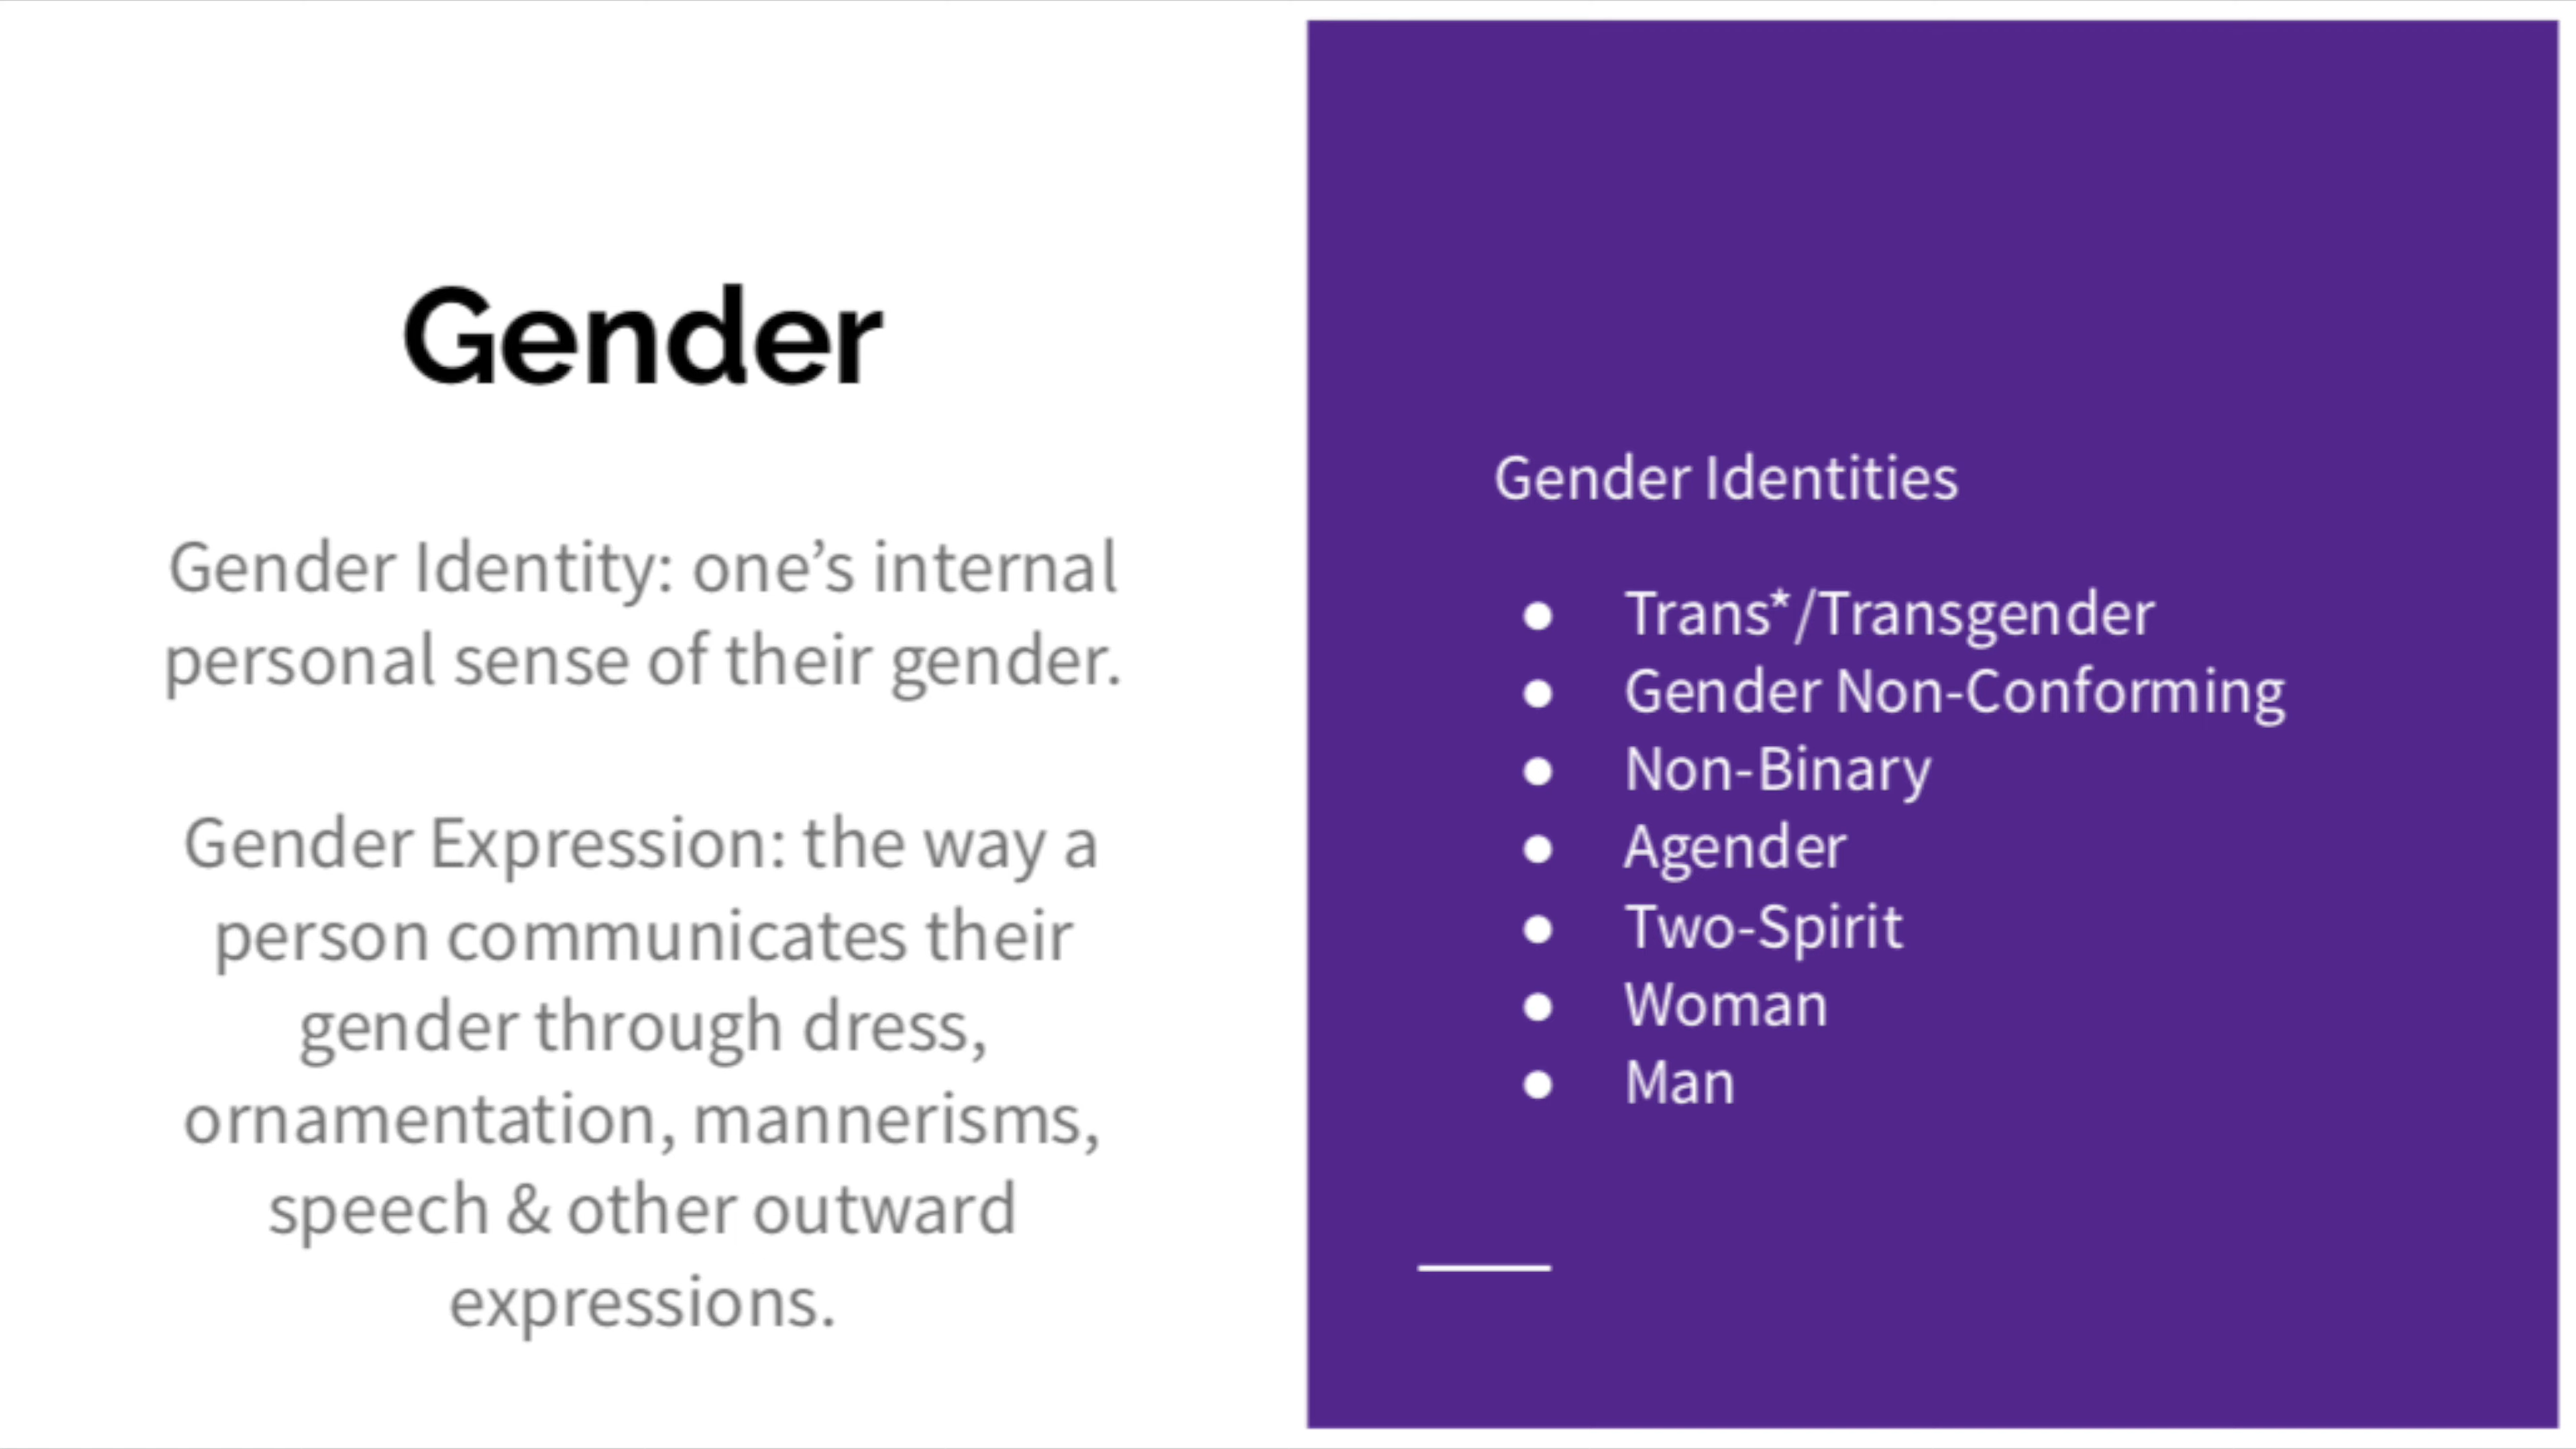 Gender
Gender Identity: one’s internal
personal sense of their gender.
Gender Expression: the way a
person communicates their
gender through dress,
ornamentation, mannerisms,
speech & other outward
expressions.
Gender Identities
● Trans*/Transgender
● Gender Non-Conforming
● Non-Binary
● Agender
● Two-Spirit
● Woman
● Man